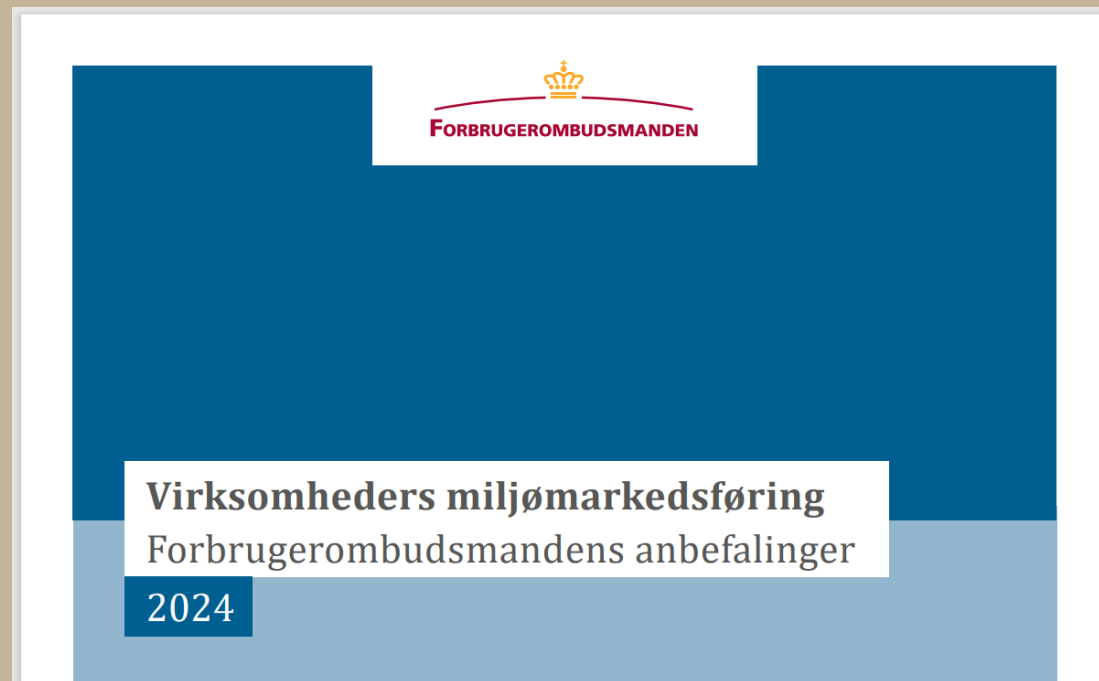 FORBRUGEROMBUDSMANDEN
Virksomheders miljømarkedsføring
Forbrugerombudsmandens anbefalinger
2024